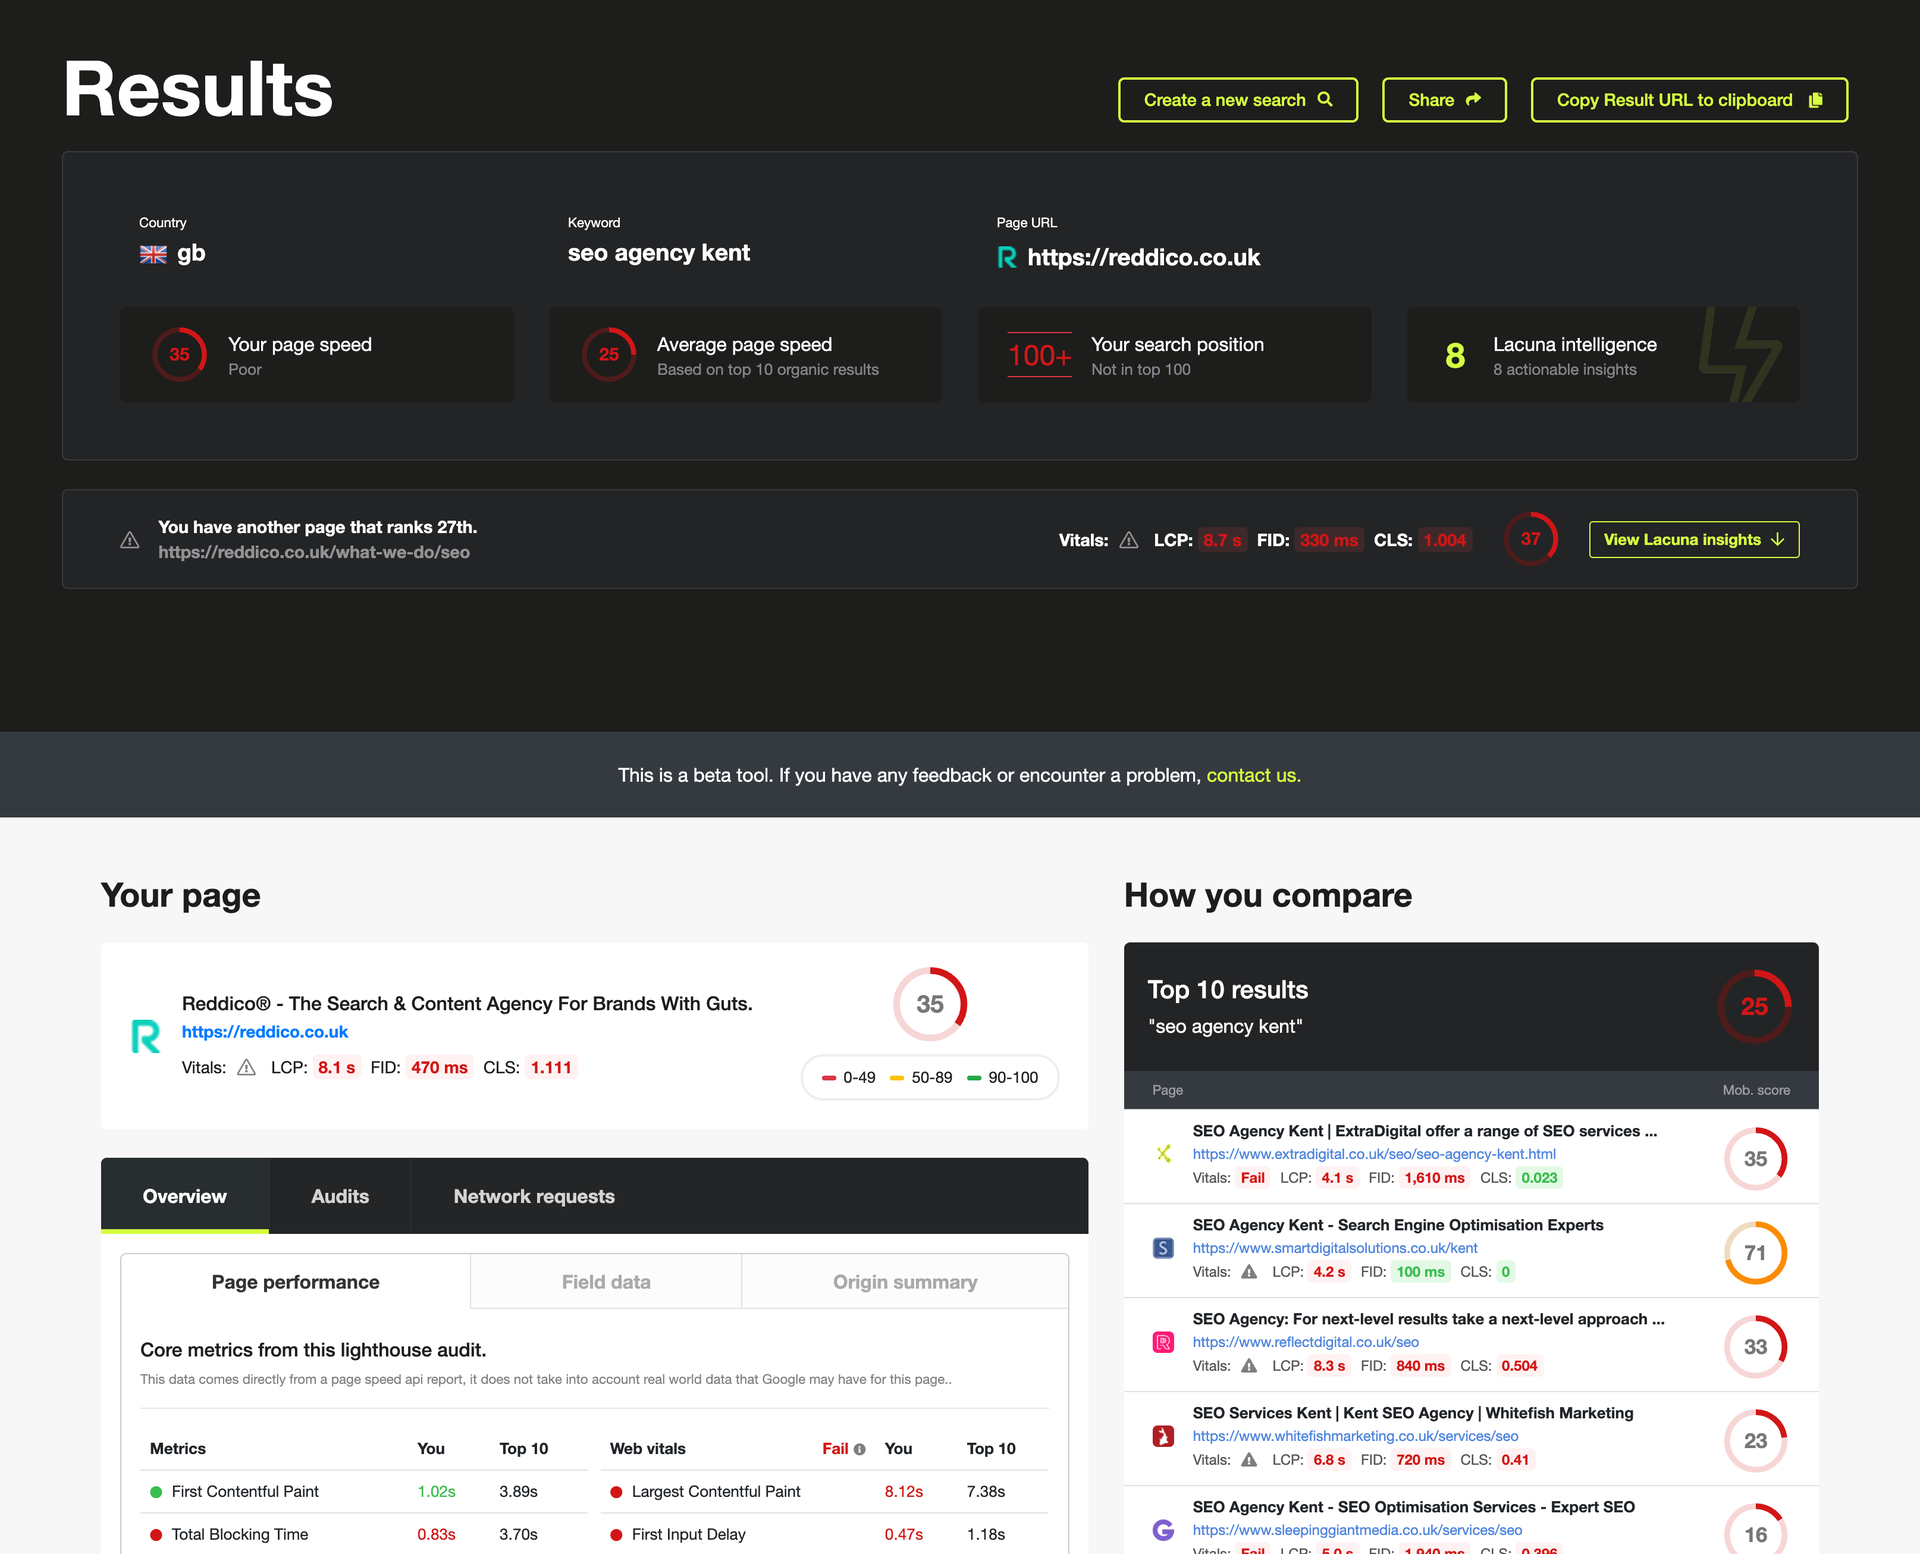 Results
Create a new search
Share
Copy Result URL to clipboard
Country
gb
Keyword
seo agency kent
Page URL
https://reddico.co.uk
35
Your page speed
Poor
25
Average page speed
Based on top 10 organic results
100+
Your search position
Not in top 100
8
Lacuna intelligence
8 actionable insights
You have another page that ranks 27th.
https://reddico.co.uk/what-we-do/seo
Vitals: LCP: 8.7 s FID: 330 ms CLS: 1.004
37
View Lacuna insights
This is a beta tool. If you have any feedback or encounter a problem, contact us.
Your page
Reddico® - The Search & Content Agency For Brands With Guts.
https://reddico.co.uk
Vitals: LCP: 8.1 s FID: 470 ms CLS: 1.111
35
0-49 50-89 90-100
Overview Audits Network requests
Page performance Field data Origin summary
Core metrics from this lighthouse audit.
This data comes directly from a page speed api report, it does not take into account real world data that Google may have for this page..
Metrics You Top 10
First Contentful Paint 1.02s 3.89s
Total Blocking Time 0.83s 3.70s
Web vitals Fail You Top 10
Largest Contentful Paint 8.12s 7.38s
First Input Delay 0.47s 1.18s
How you compare
Top 10 results
"seo agency kent"
25
Page Mob. score
SEO Agency Kent | ExtraDigital offer a range of SEO services ...
https://www.extradigital.co.uk/seo/seo-agency-kent.html
Vitals: Fail LCP: 4.1 s FID: 1,610 ms CLS: 0.023
35
SEO Agency Kent - Search Engine Optimisation Experts
https://www.smartdigitalsolutions.co.uk/kent
Vitals: LCP: 4.2 s FID: 100 ms CLS: 0
71
SEO Agency: For next-level results take a next-level approach ...
https://www.reflectdigital.co.uk/seo
Vitals: LCP: 8.3 s FID: 840 ms CLS: 0.504
33
SEO Services Kent | Kent SEO Agency | Whitefish Marketing
https://www.whitefishmarketing.co.uk/services/seo
Vitals: LCP: 6.8 s FID: 720 ms CLS: 0.41
23
SEO Agency Kent - SEO Optimisation Services - Expert SEO
https://www.sleepinggiantmedia.co.uk/services/seo
Vitals: Fail LCP: 5.0 s FID: 1,940 ms CLS: 0.396
16